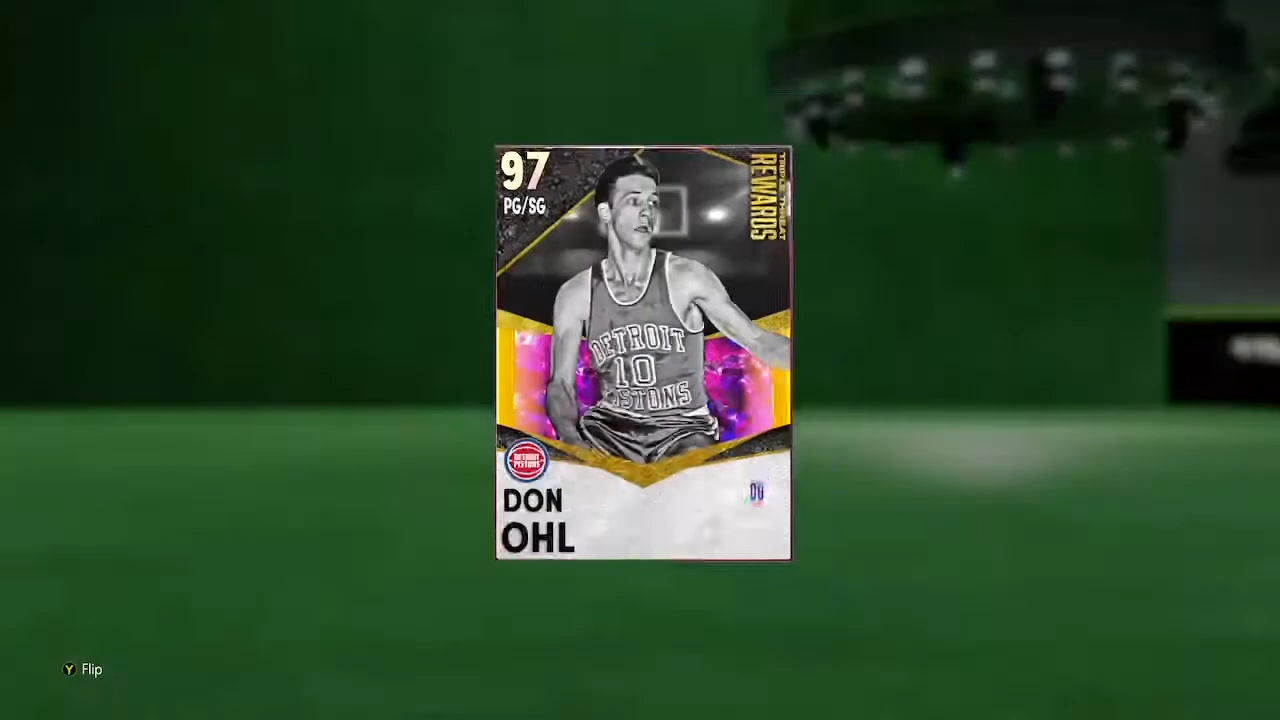 97
PG/SG
TRIPLE THREAT
REWARDS
DETROIT
10
PISTONS
DETROIT
PISTONS
DON
OHL
Y Flip